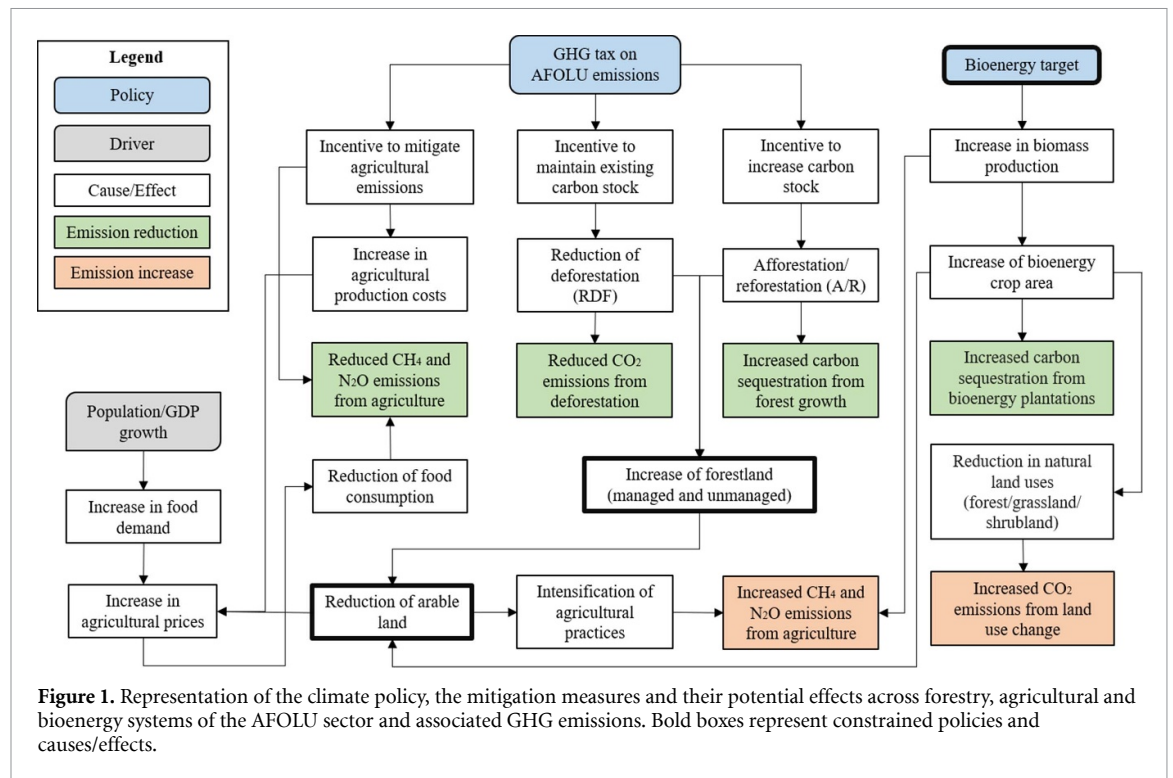 Legend
Policy
Driver
Cause/Effect
Emission reduction
Emission increase
GHG tax on
AFOLU emissions
Bioenergy target
Incentive to mitigate
agricultural
emissions
Incentive to
maintain existing
carbon stock
Incentive to
increase carbon
stock
Increase in biomass
production
Increase in
agricultural
production costs
Reduction of
deforestation
(RDF)
Afforestation/
reforestation (A/R)
Increase of bioenergy
crop area
Reduced CH4 and
N2O emissions
from agriculture
Reduced CO2
emissions from
deforestation
Increased carbon
sequestration from
forest growth
Increased carbon
sequestration from
bioenergy plantations
Population/GDP
growth
Reduction of food
consumption
Increase of forestland
(managed and unmanaged)
Reduction in natural
land uses
(forest/grassland/
shrubland)
Increase in food
demand
Increase in
agricultural prices
Reduction of arable
land
Intensification of
agricultural
practices
Increased CH4 and
N2O emissions
from agriculture
Increased CO2
emissions from land
use change
Figure 1. Representation of the climate policy, the mitigation measures and their potential effects across forestry, agricultural and
bioenergy systems of the AFOLU sector and associated GHG emissions. Bold boxes represent constrained policies and
causes/effects.